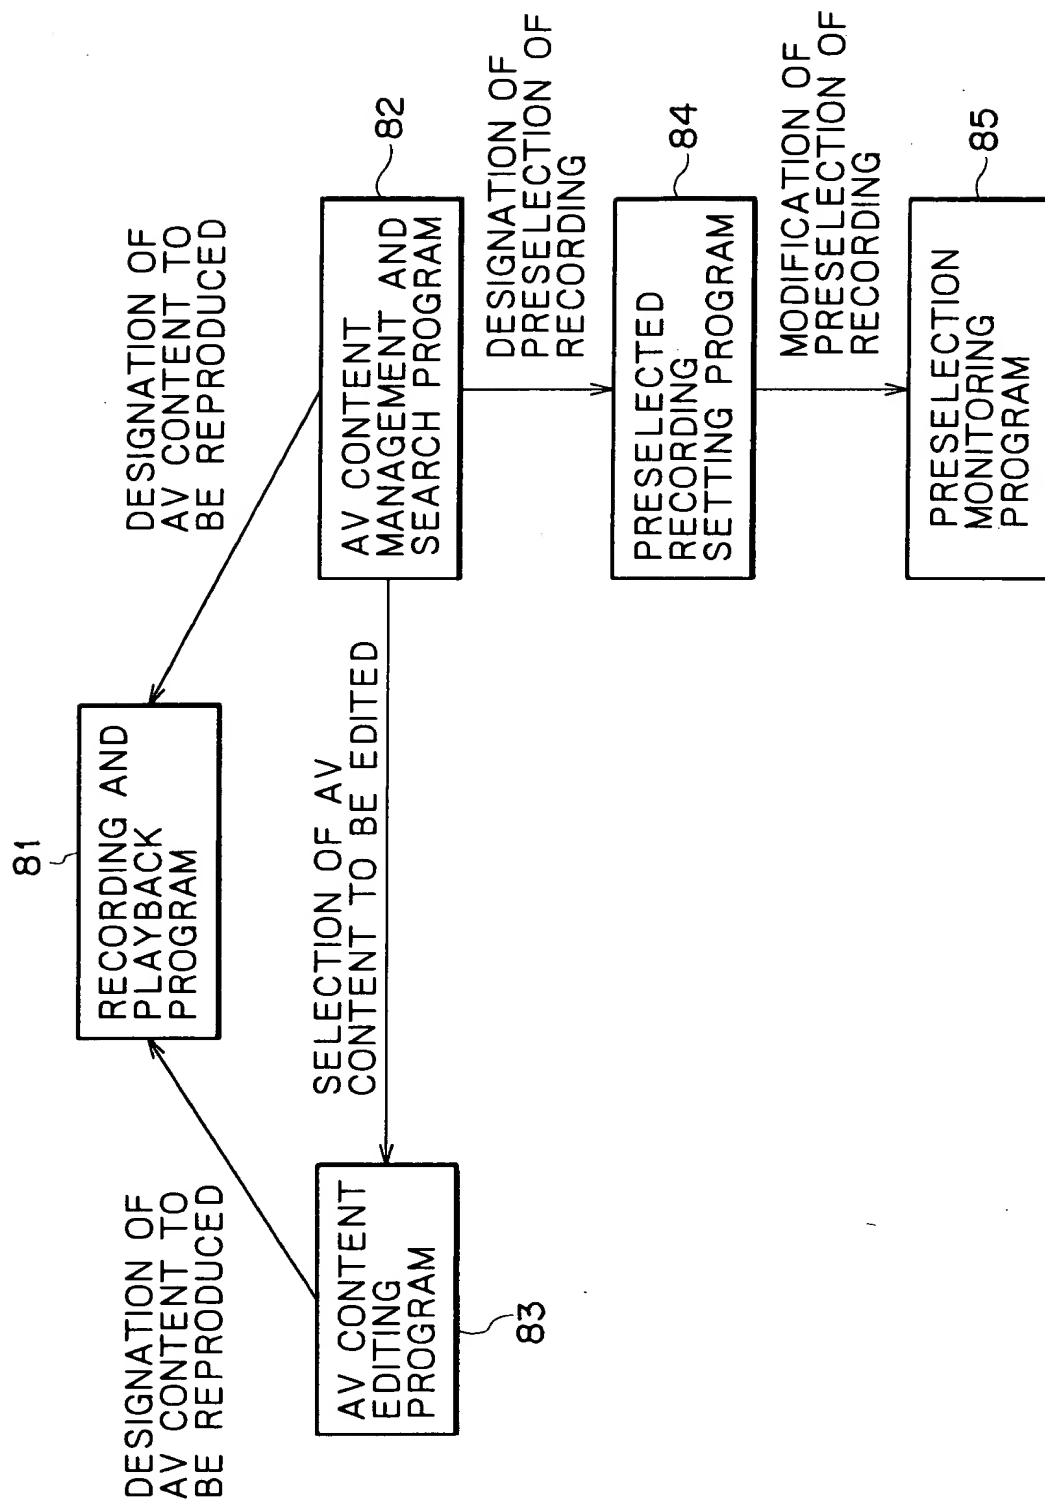 81
RECORDING AND
PLAYBACK
PROGRAM
DESIGNATION OF
AV CONTENT TO
BE REPRODUCED
DESIGNATION OF
AV CONTENT TO
BE REPRODUCED
SELECTION OF AV
CONTENT TO BE EDITED
AV CONTENT
EDITING
PROGRAM
83
AV CONTENT
MANAGEMENT AND
SEARCH PROGRAM
82
DESIGNATION OF
PRESELECTION OF
RECORDING
PRESELECTED
RECORDING
SETTING PROGRAM
84
MODIFICATION OF
PRESELECTION OF
RECORDING
PRESELECTION
MONITORING
PROGRAM
85